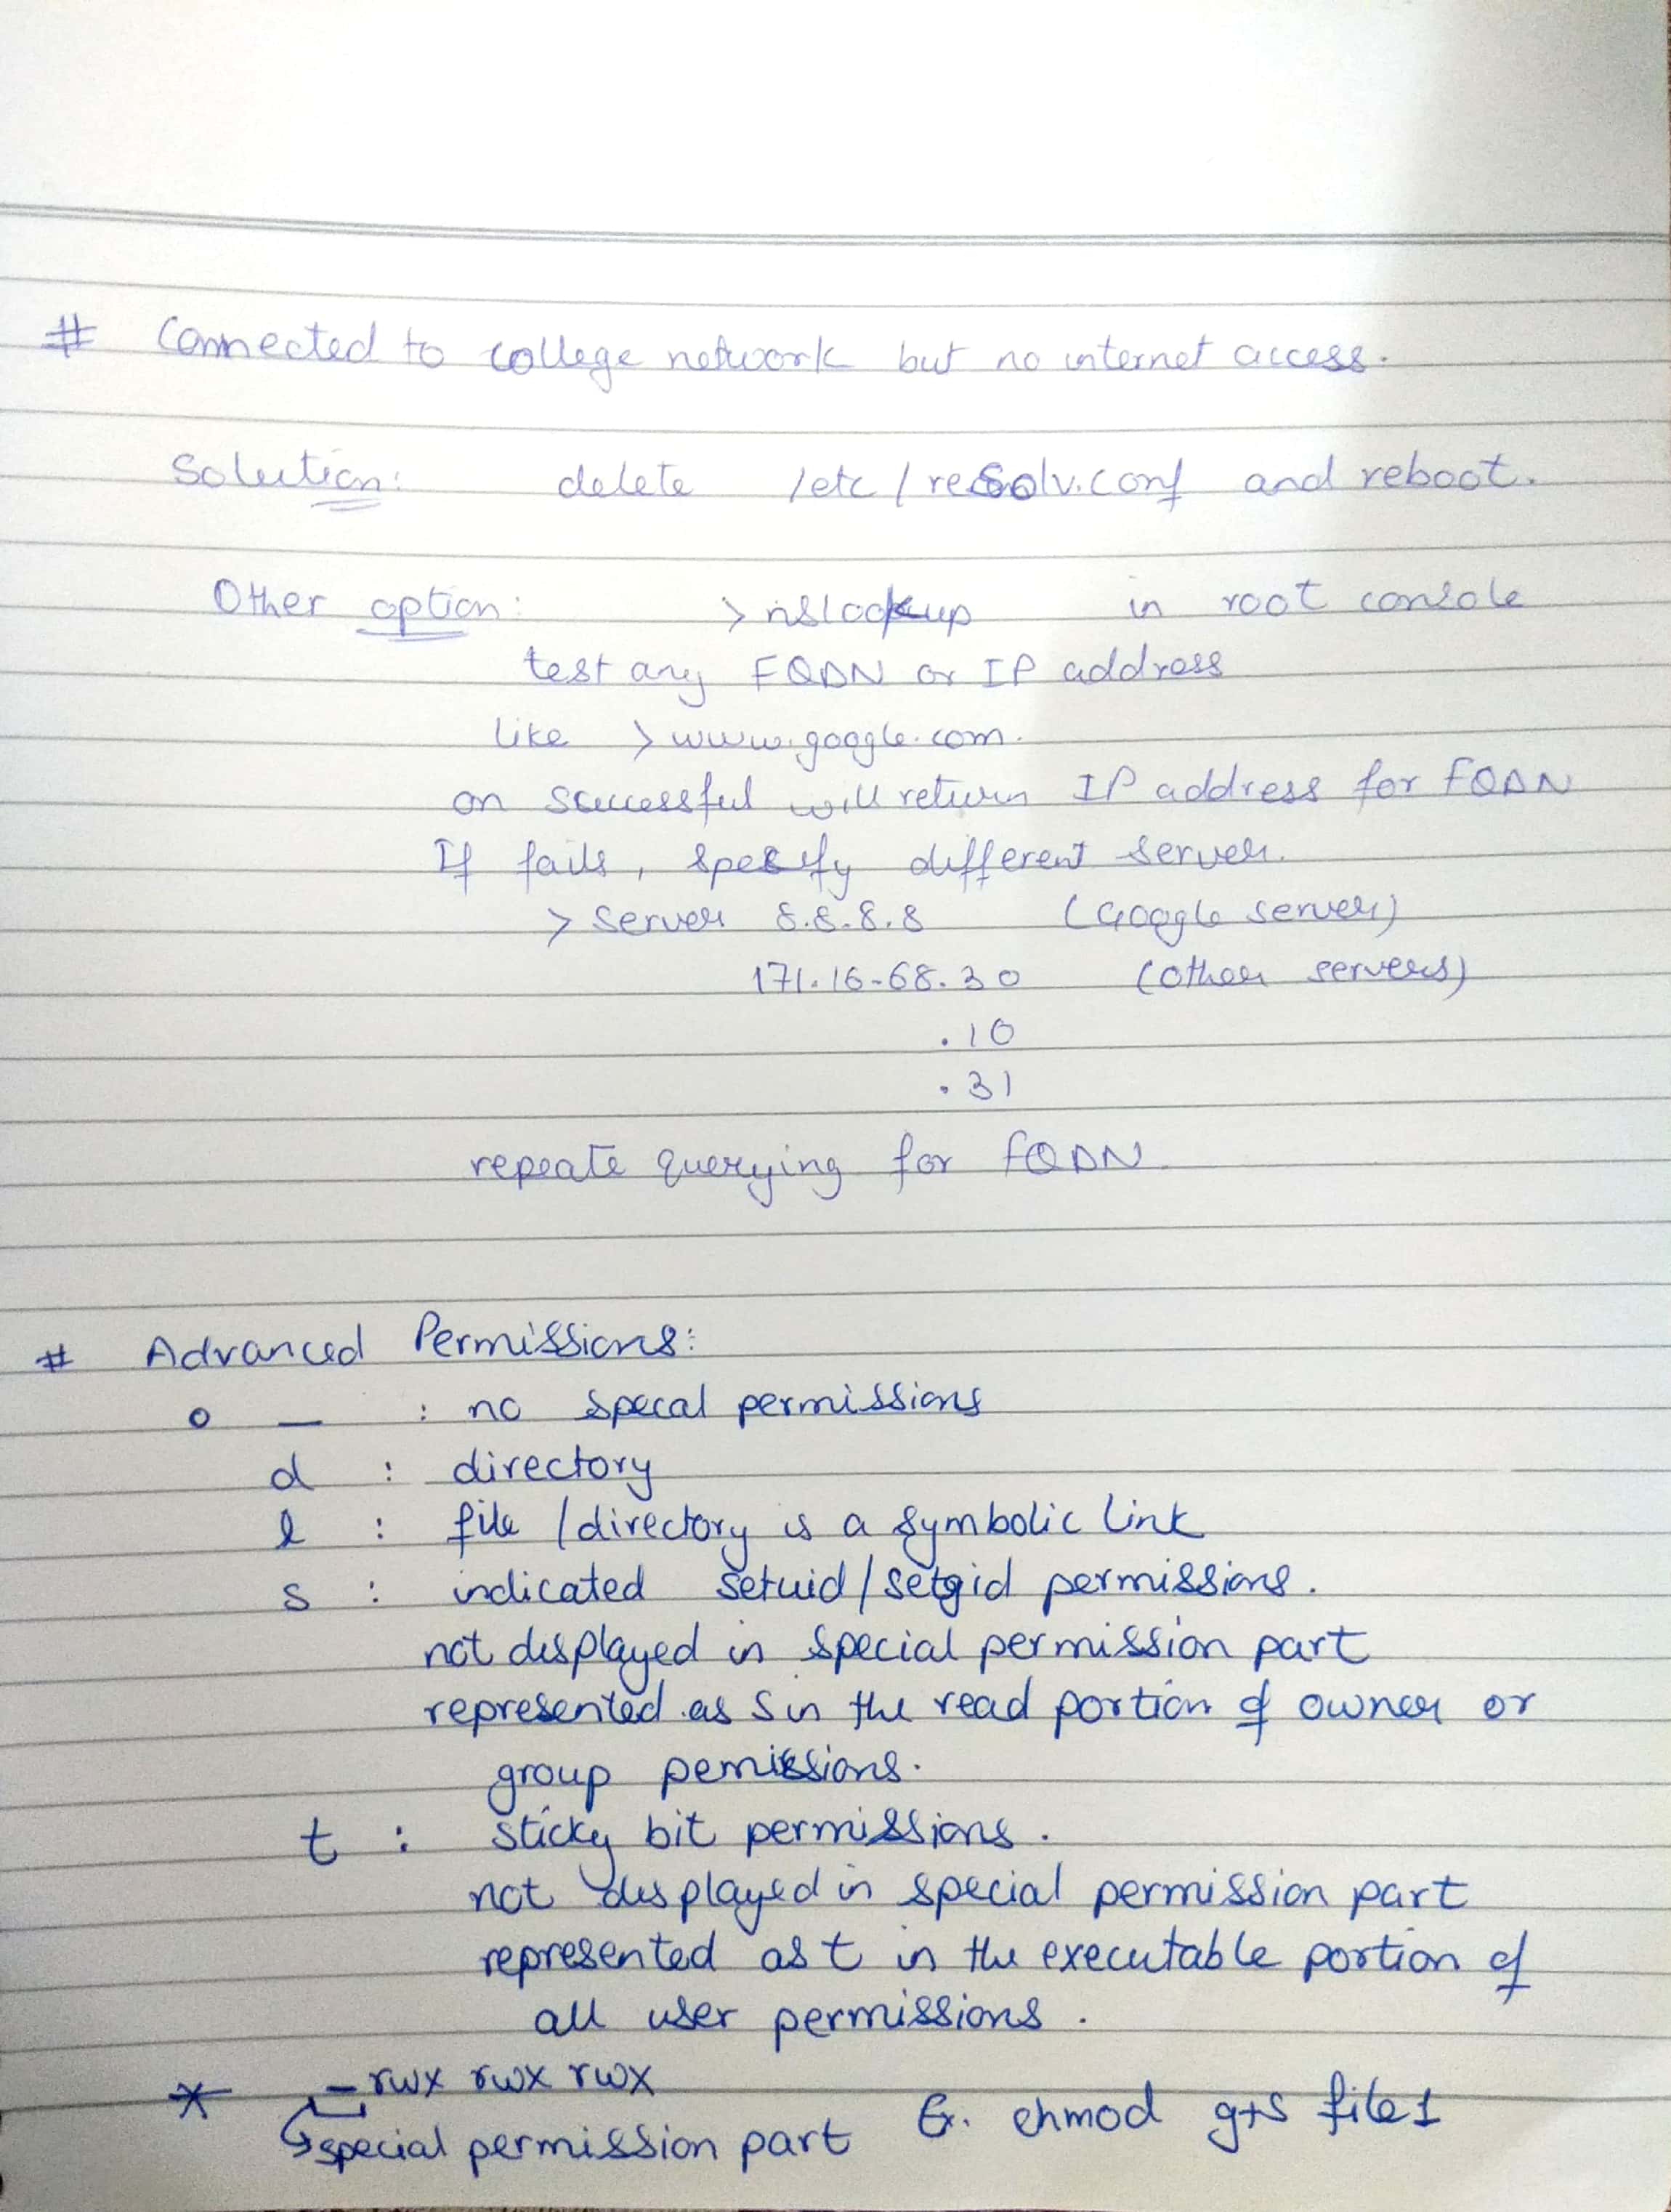 # Connected to college network but no internet access.
Solution: delete /etc/resolv.conf and reboot.
Other option: > nslookup in root console
test any FQDN or IP address
like > www.google.com.
on successful will return IP address for FQDN
If fails, specify different server.
> server 8.8.8.8 (Google server)
171.16.68.30 (other servers)
.10
.31
repeate querying for FQDN.
# Advanced Permissions:
o _ : no specal permissions
d : directory
l : file /directory is a symbolic link
s : indicated setuid/setgid permissions.
not displayed in special permission part
represented as S in the read portion of owner or
group pemissions.
t : sticky bit permissions.
not displayed in special permission part
represented as t in the executable portion of
all user permissions.
* - rwx rwx rwx
↳ special permission part Ex. chmod g+s file1